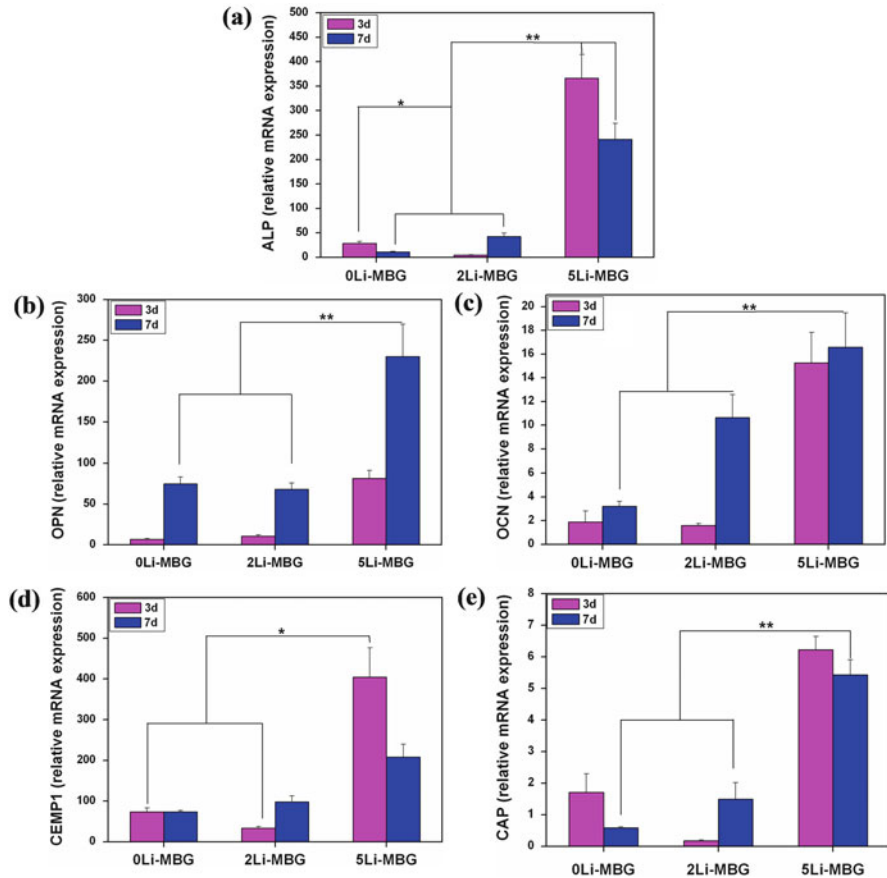 (a)
ALP (relative mRNA expression)
500
450
400
350
300
250
200
150
100
50
0
3d
7d
*
**
0Li-MBG 2Li-MBG 5Li-MBG
(b)
OPN (relative mRNA expression)
300
250
200
150
100
50
0
3d
7d
**
0Li-MBG 2Li-MBG 5Li-MBG
(c)
OCN (relative mRNA expression)
20
18
16
14
12
10
8
6
4
2
0
3d
7d
**
0Li-MBG 2Li-MBG 5Li-MBG
(d)
CEMP1 (relative mRNA expression)
600
500
400
300
200
100
0
3d
7d
*
0Li-MBG 2Li-MBG 5Li-MBG
(e)
CAP (relative mRNA expression)
8
7
6
5
4
3
2
1
0
3d
7d
**
0Li-MBG 2Li-MBG 5Li-MBG